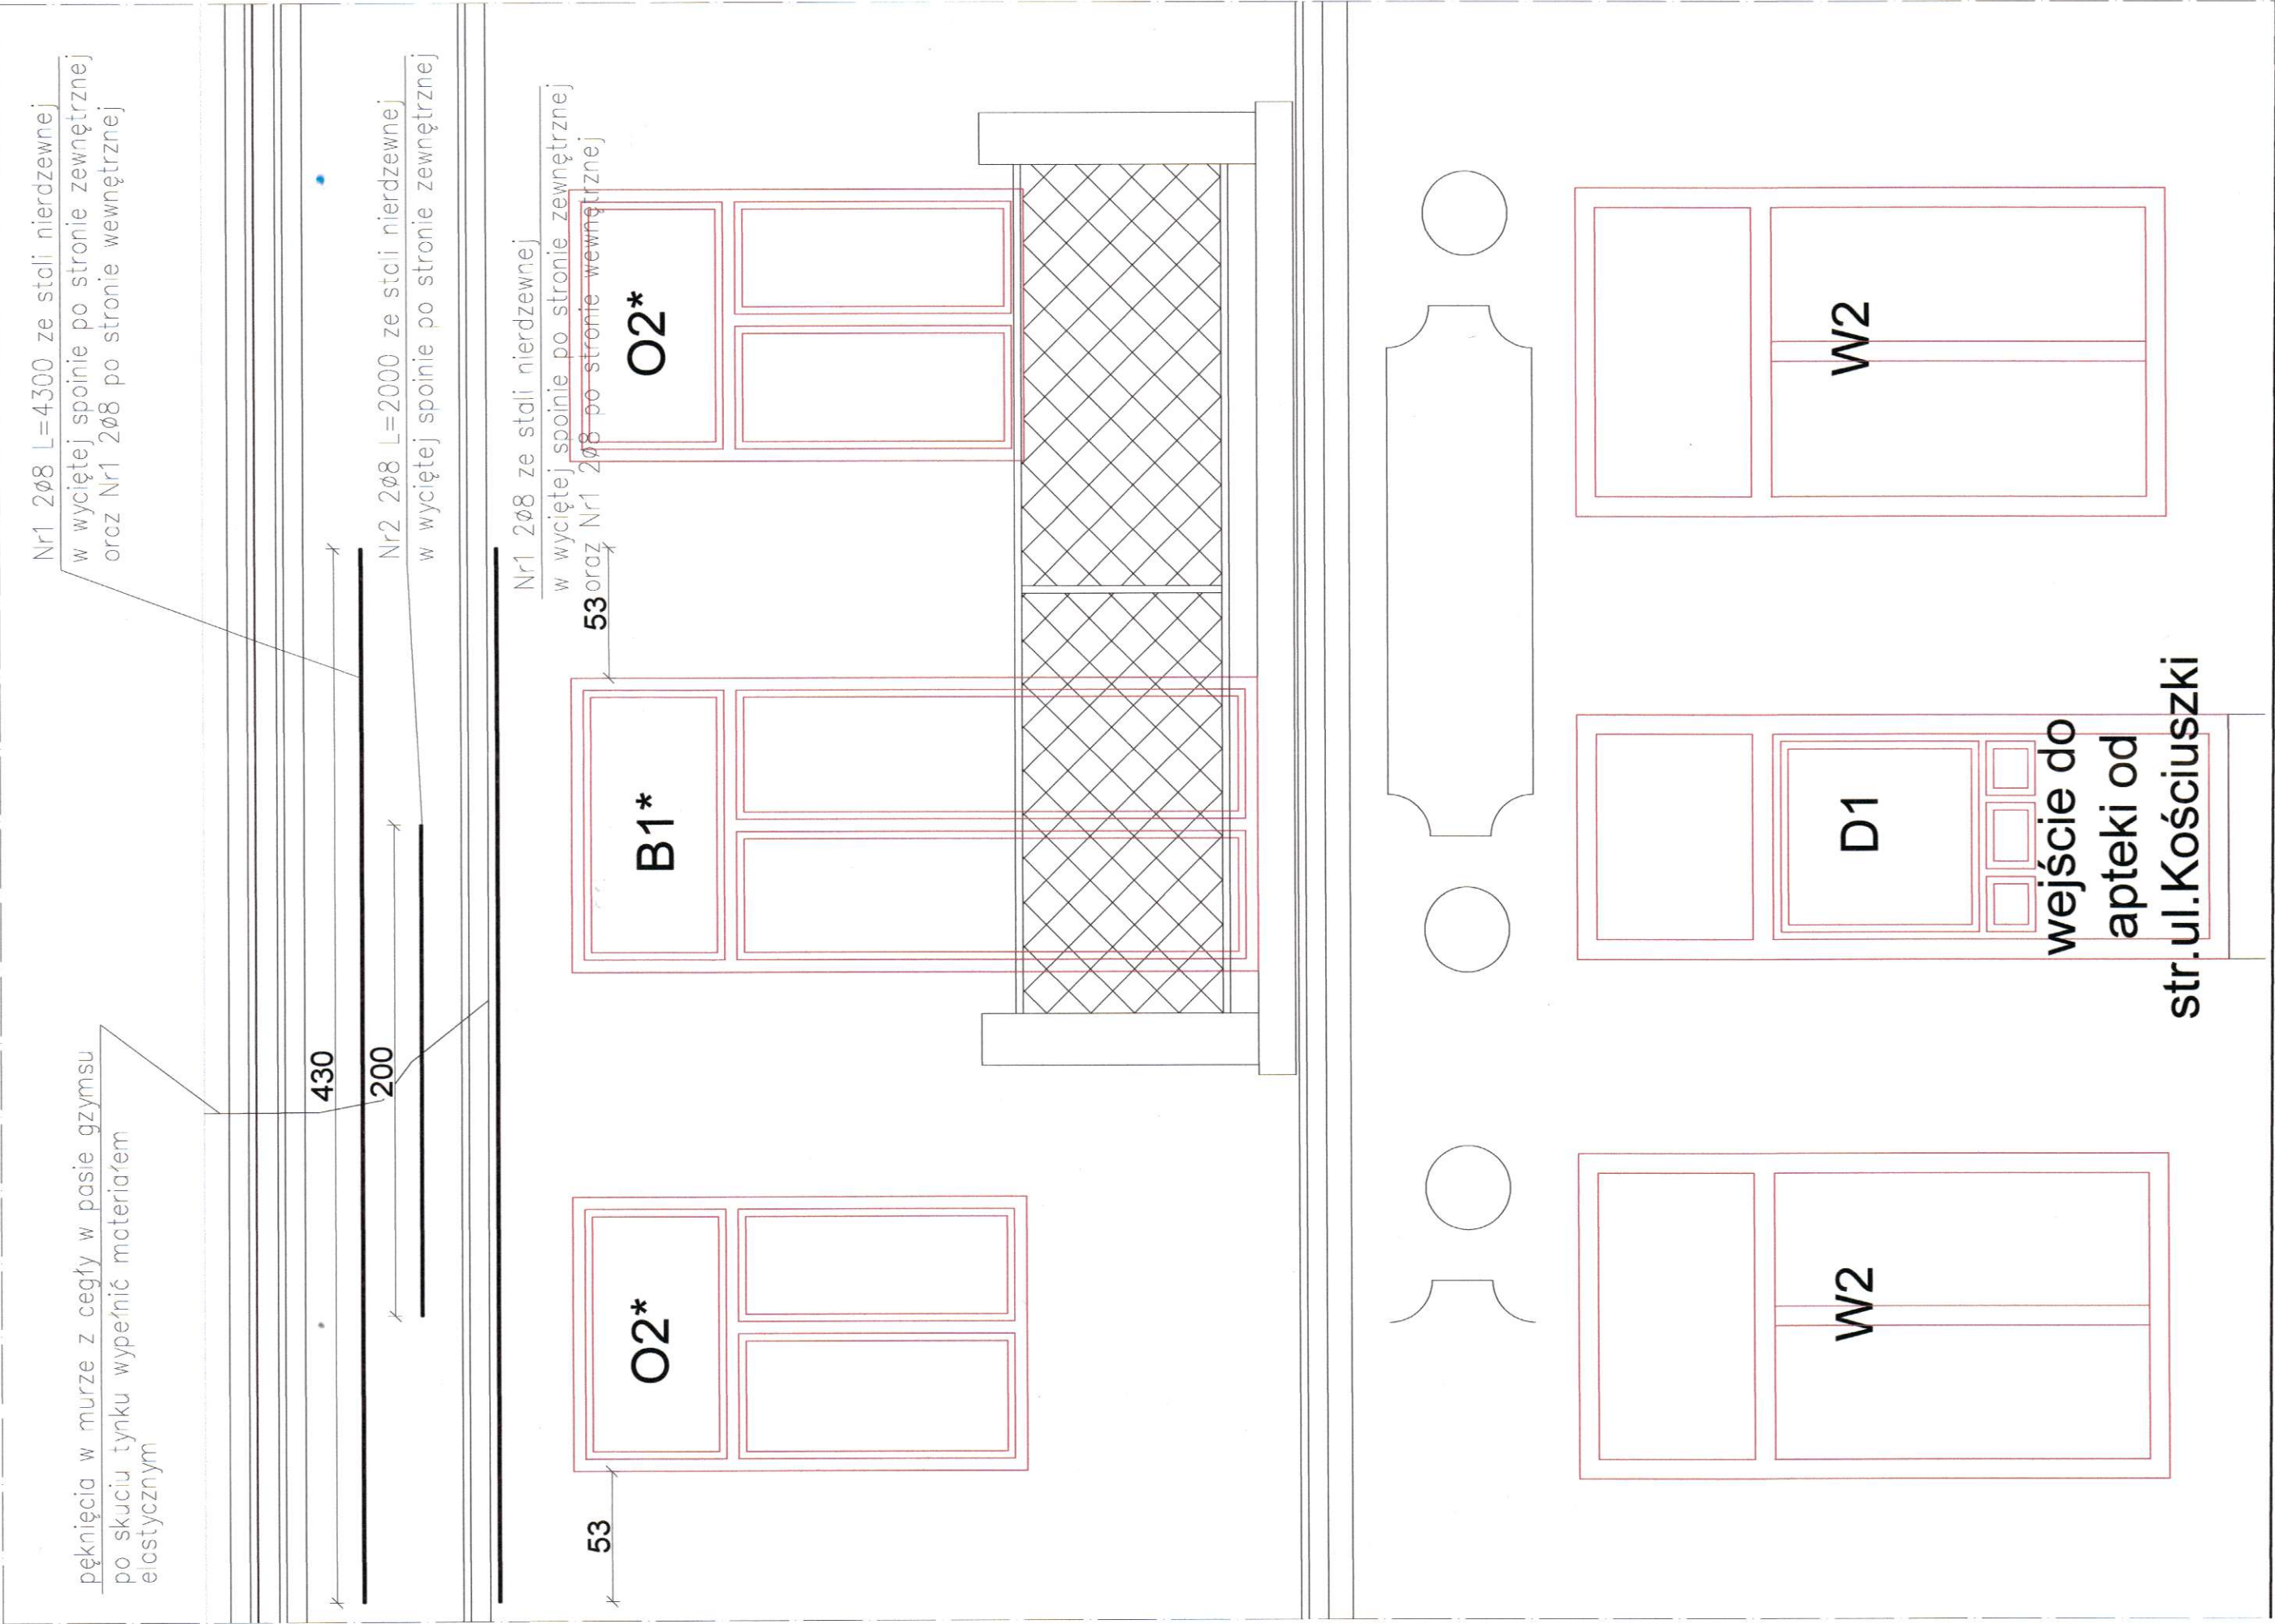 Nr1 2ø8 L=4300 ze stali nierdzewnej
w wyciętej spoinie po stronie zewnętrznej
oraz Nr1 2ø8 po stronie wewnętrznej
pęknięcia w murze z cegły w pasie gzymsu
po skuciu tynku wypełnić materiałem
elastycznym
430
200
Nr2 2ø8 L=2000 ze stali nierdzewnej
w wyciętej spoinie po stronie zewnętrznej
Nr1 2ø8 ze stali nierdzewnej
w wyciętej spoinie po stronie zewnętrznej
oraz Nr1 2ø8 po stronie wewnętrznej
53
53
O2*
B1*
O2*
W2
D1
W2
wejście do
apteki od
str.ul.Kościuszki